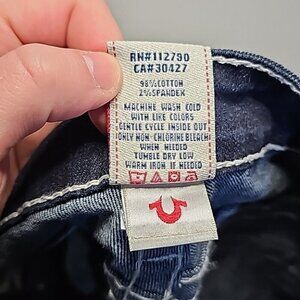 RN#112790
CA#30427
98%COTTON
2%SPANDEX
MACHINE WASH COLD
WITH LIKE COLORS
GENTLE CYCLE INSIDE OUT
ONLY NON-CHLORINE BLEACH
WHEN NEEDED
TUMBLE DRY LOW
WARM IRON IF NEEDED